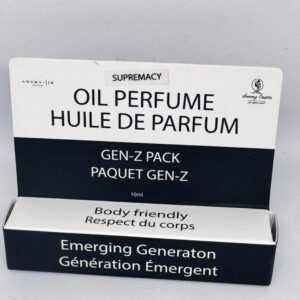 SUPREMACY
OIL PERFUME
HUILE DE PARFUM
GEN-Z PACK
PAQUET GEN-Z
10ml
Body friendly
Respect du corps
Emerging Generaton
Génération Émergent